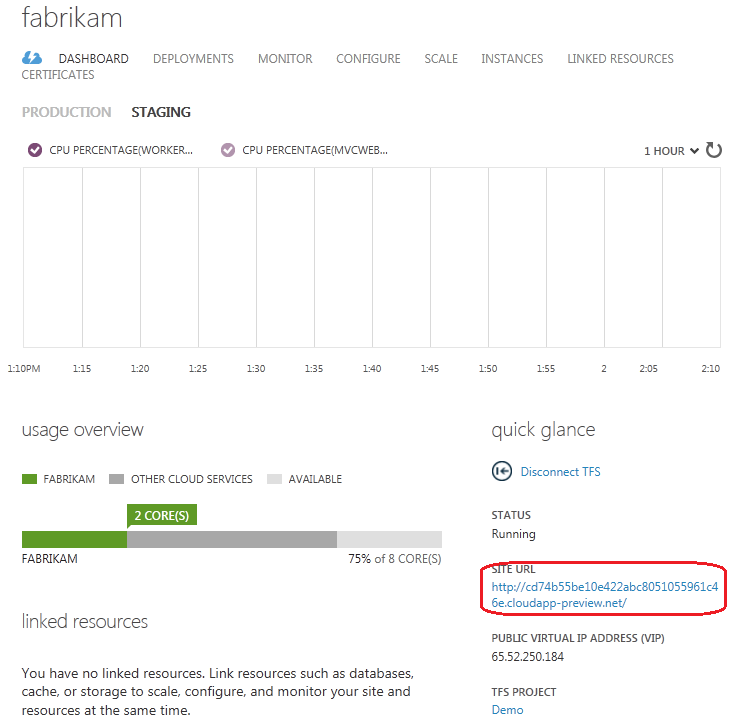 fabrikam
DASHBOARD DEPLOYMENTS MONITOR CONFIGURE SCALE INSTANCES LINKED RESOURCES
CERTIFICATES
PRODUCTION STAGING
CPU PERCENTAGE(WORKER... CPU PERCENTAGE(MVCWEB... 1 HOUR
1:10PM 1:15 1:20 1:25 1:30 1:35 1:40 1:45 1:50 1:55 2 2:05 2:10
usage overview
FABRIKAM OTHER CLOUD SERVICES AVAILABLE
2 CORE(S)
FABRIKAM 75% of 8 CORE(S)
linked resources
You have no linked resources. Link resources such as databases,
cache, or storage to scale, configure, and monitor your site and
resources at the same time.
quick glance
Disconnect TFS
STATUS
Running
SITE URL
http://cd74b55be10e422abc8051055961c4
6e.cloudapp-preview.net/
PUBLIC VIRTUAL IP ADDRESS (VIP)
65.52.250.184
TFS PROJECT
Demo